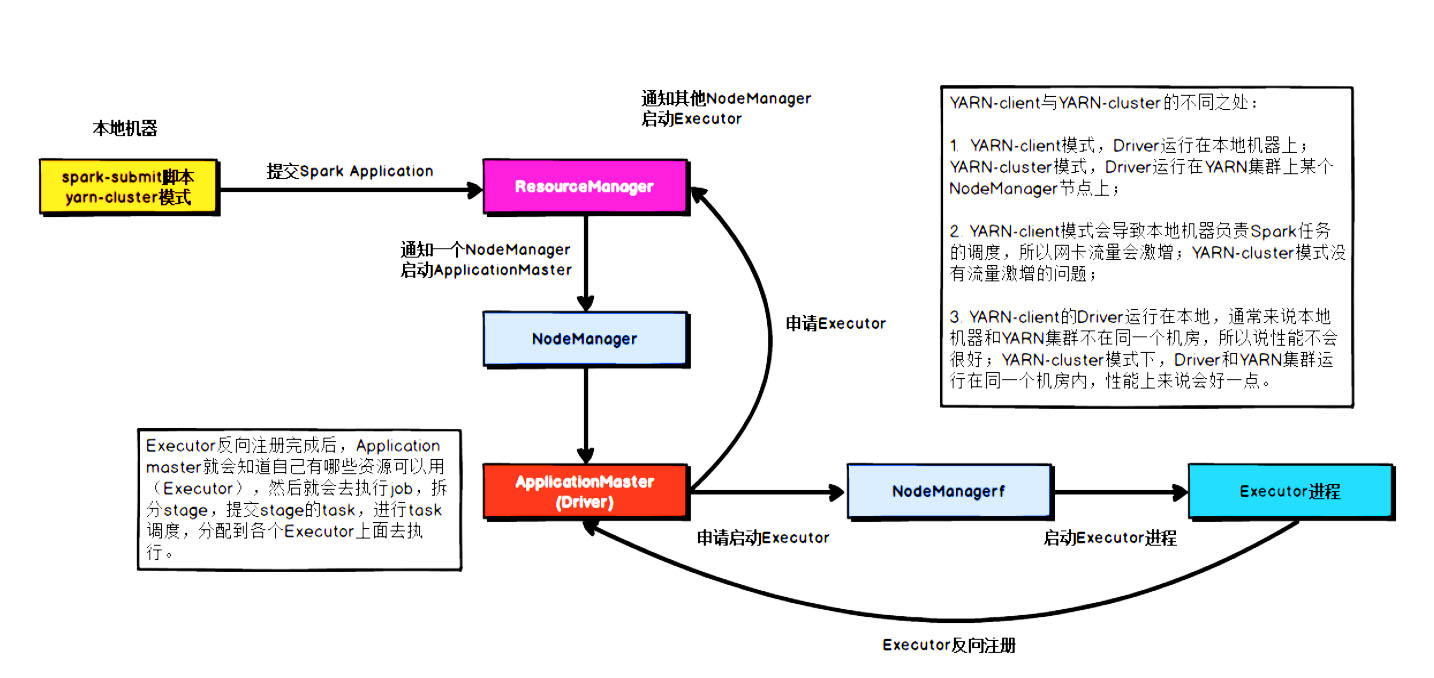 通知其他NodeManager
启动Executor
本地机器
spark-submit脚本
yarn-cluster模式
提交Spark Application
ResourceManager
通知一个NodeManager
启动ApplicationMaster
NodeManager
申请Executor
YARN-client与YARN-cluster的不同之处：
1. YARN-client模式，Driver运行在本地机器上；
YARN-cluster模式，Driver运行在YARN集群上某个
NodeManager节点上；
2. YARN-client模式会导致本地机器负责Spark任务
的调度，所以网卡流量会激增；YARN-cluster模式没
有流量激增的问题；
3. YARN-client的Driver运行在本地，通常来说本地
机器和YARN集群不在同一个机房，所以说性能不会
很好；YARN-cluster模式下，Driver和YARN集群运
行在同一个机房内，性能上来说会好一点。
Executor反向注册完成后，Application
master就会知道自己有哪些资源可以用
（Executor），然后就会去执行job，拆
分stage，提交stage的task，进行task
调度，分配到各个Executor上面去执
行。
ApplicationMaster
(Driver)
申请启动Executor
NodeManagerf
启动Executor进程
Executor进程
Executor反向注册